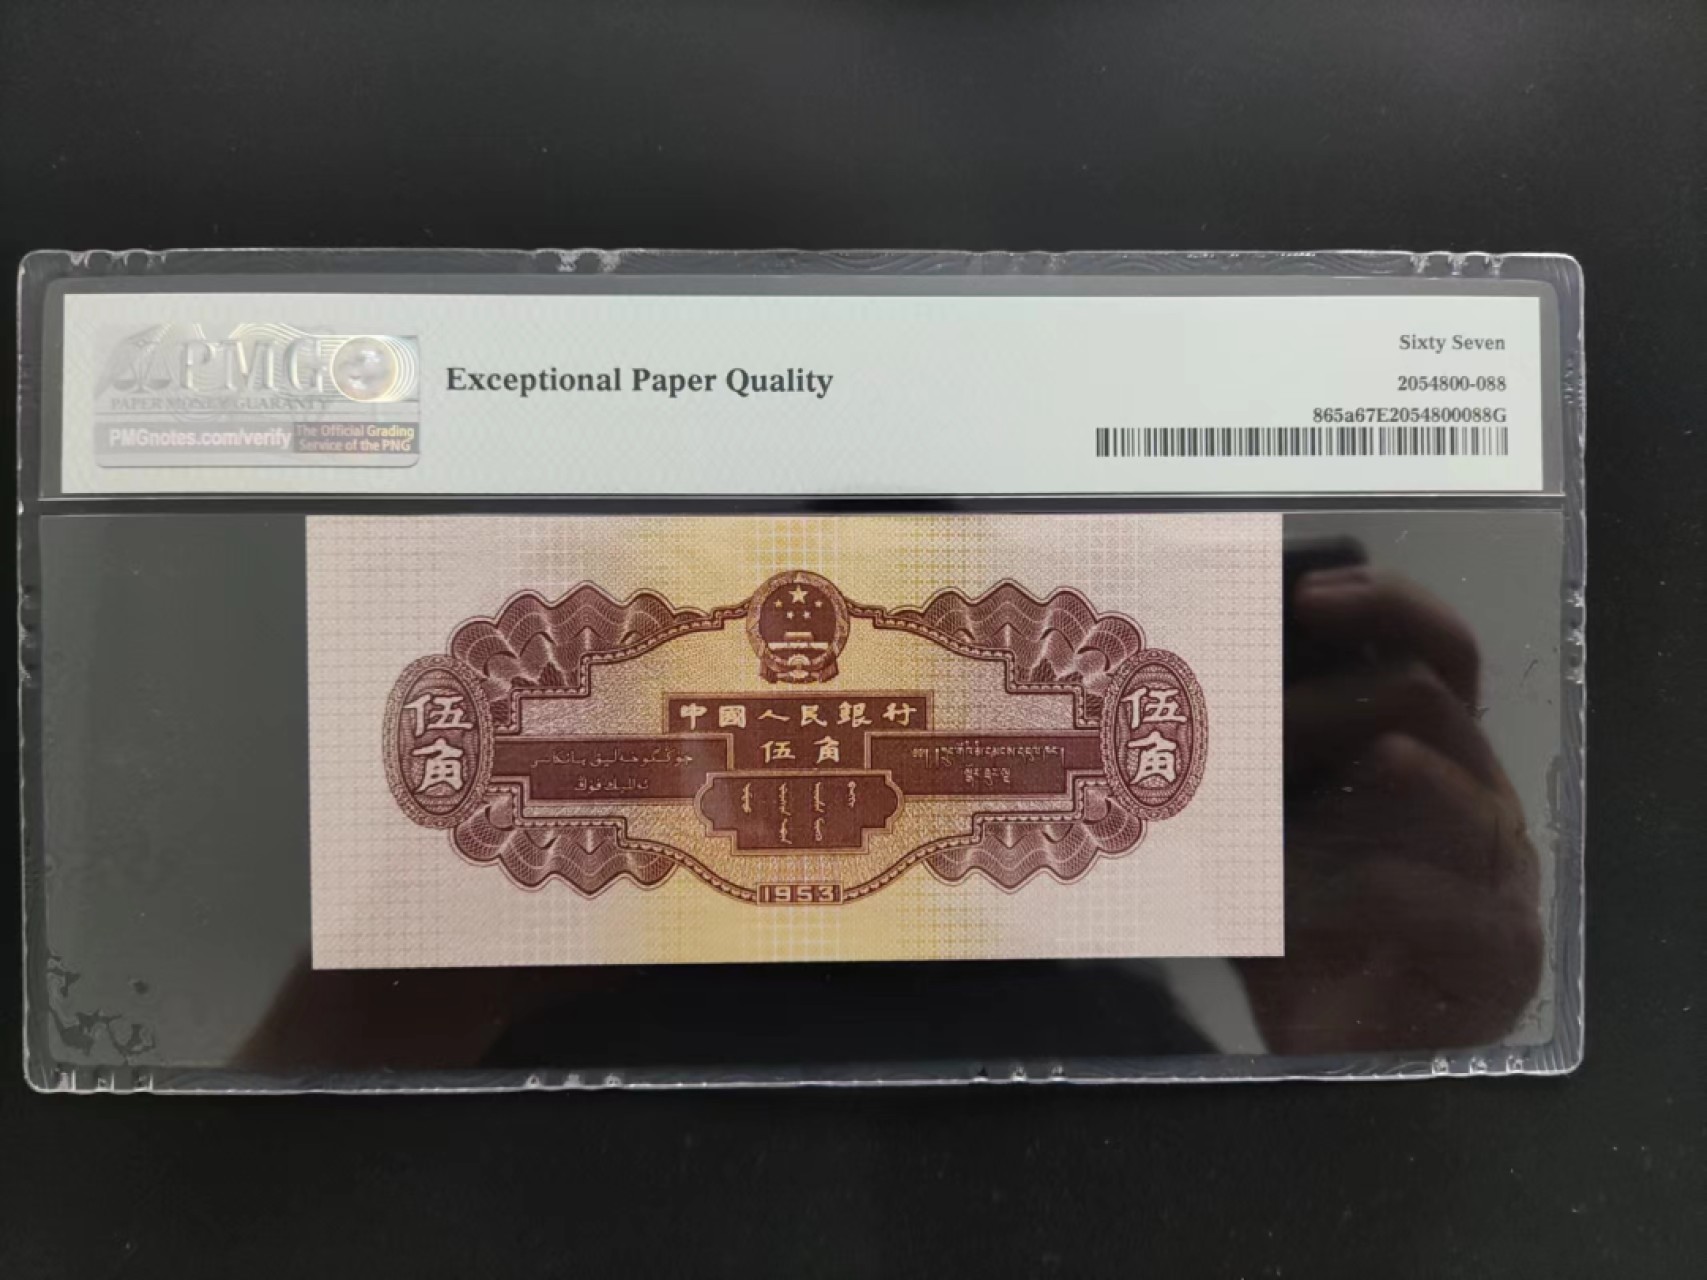 PMG
PAPER MONEY GUARANTY
PMGnotes.com/verify
The Official Grading
Service of the PNG
Exceptional Paper Quality
Sixty Seven
2054800-088
865a67E2054800088G
伍角
中國人民銀行
伍角
伍角
1953